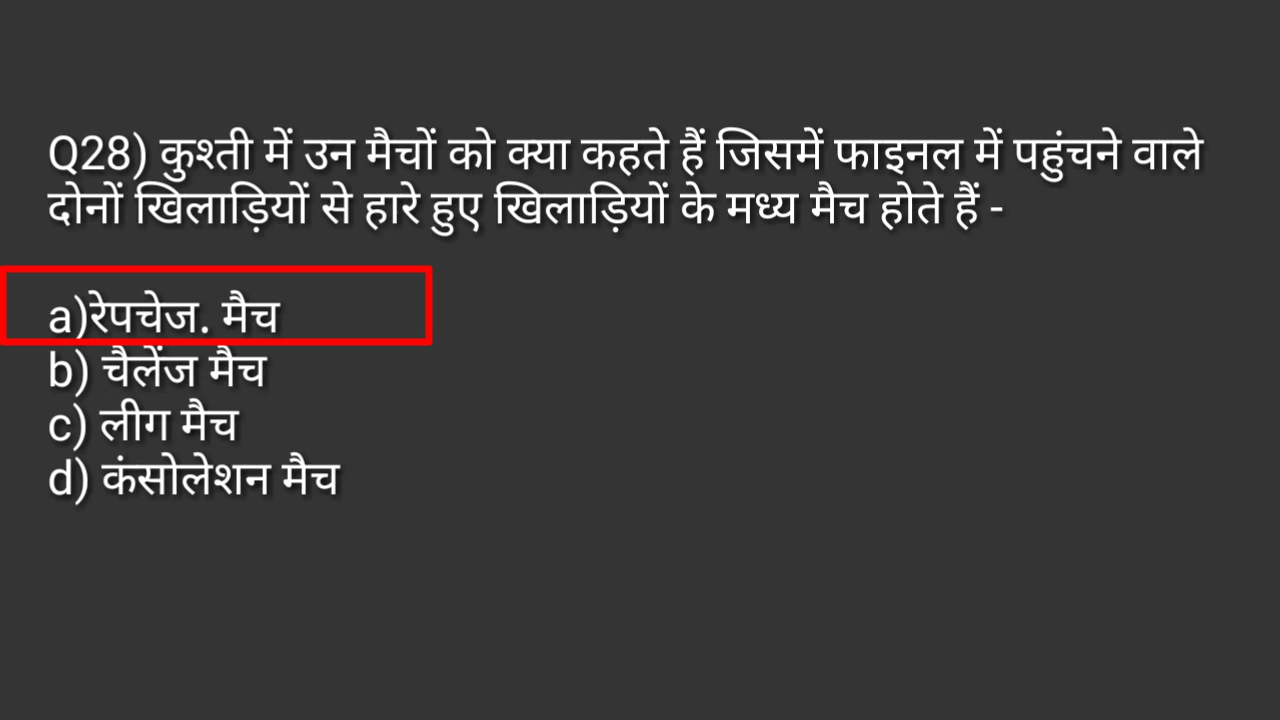 Q28) कुश्ती में उन मैचों को क्या कहते हैं जिसमें फाइनल में पहुंचने वाले
दोनों खिलाड़ियों से हारे हुए खिलाड़ियों के मध्य मैच होते हैं -
a)रेपचेज. मैच
b) चैलेंज मैच
c) लीग मैच
d) कंसोलेशन मैच